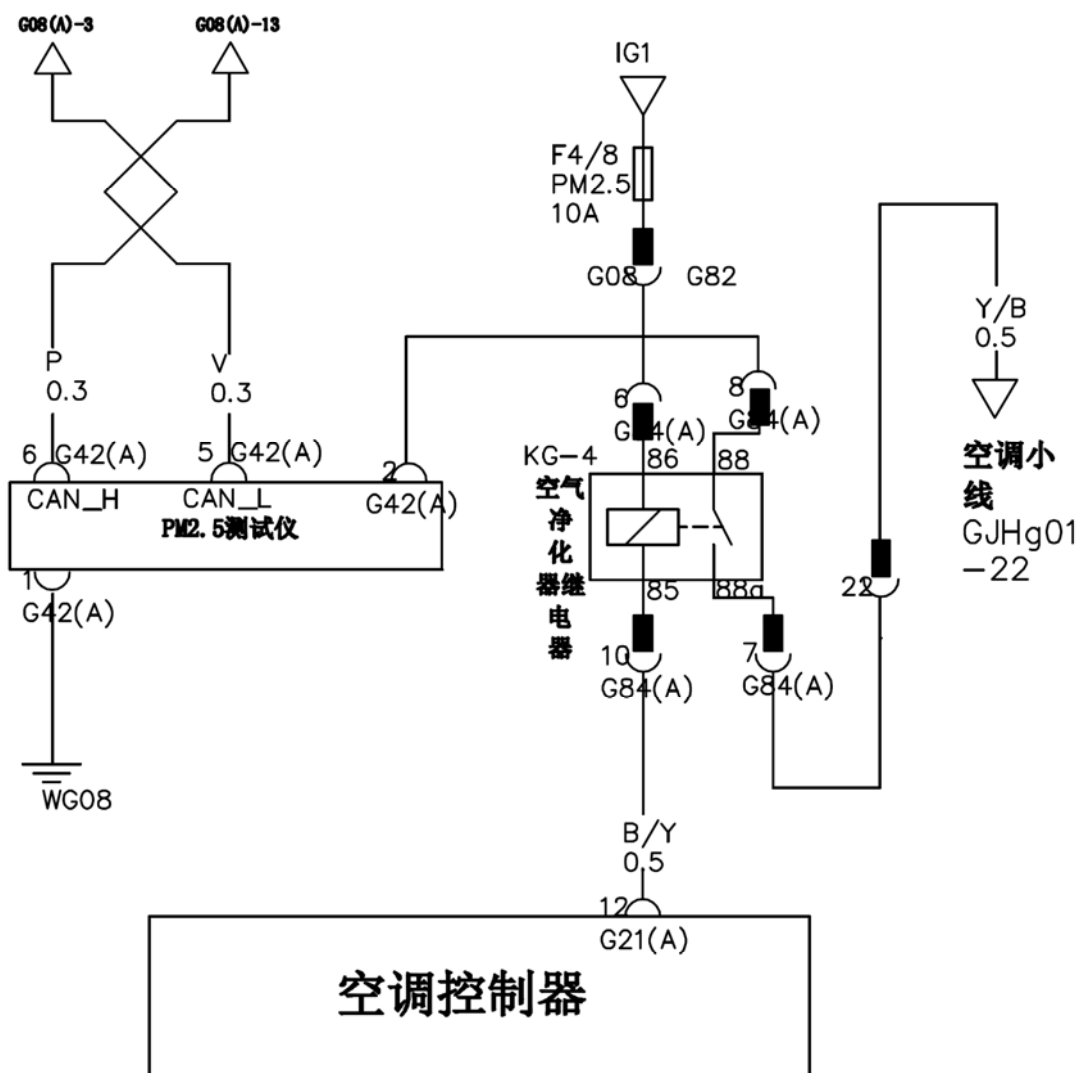 G08(A)-3
G08(A)-13
IG1
F4/8
PM2.5
10A
G08
G82
Y/B
0.5
P
0.3
V
0.3
6
8
G84(A)
6
G42(A)
5
G42(A)
2
KG-4
86
88
空调小
线
GJHg01
-22
CAN_H
CAN_L
G42(A)
PM2.5测试仪
空气
净
化
器继
电
器
1
G42(A)
85
88a
22
10
G84(A)
7
G84(A)
WG08
B/Y
0.5
12
G21(A)
空调控制器